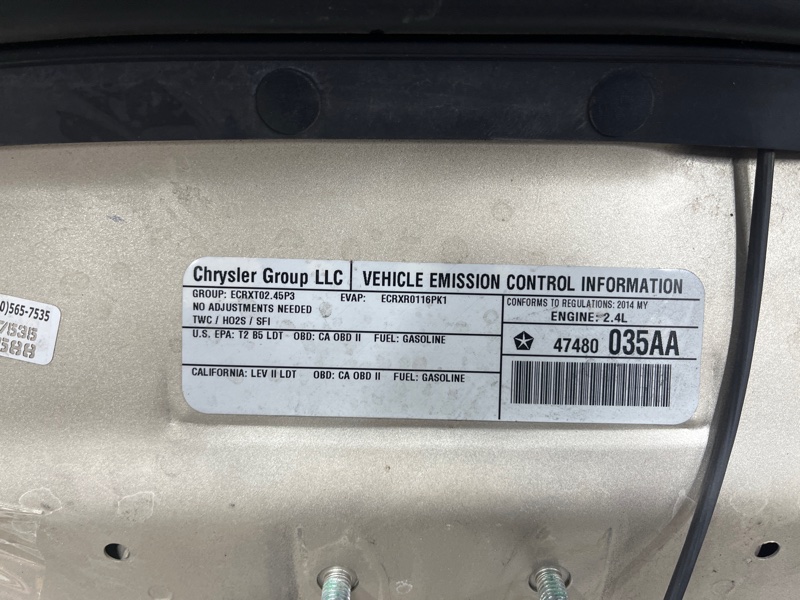 Chrysler Group LLC
VEHICLE EMISSION CONTROL INFORMATION
GROUP: ECRXT02.45P3 EVAP: ECRXR0116PK1
NO ADJUSTMENTS NEEDED
TWC / HO2S / SFI
CONFORMS TO REGULATIONS: 2014 MY
ENGINE: 2.4L
U.S. EPA: T2 B5 LDT OBD: CA OBD II FUEL: GASOLINE
47480 035AA
CALIFORNIA: LEV II LDT OBD: CA OBD II FUEL: GASOLINE
0)565-7535
7535
588